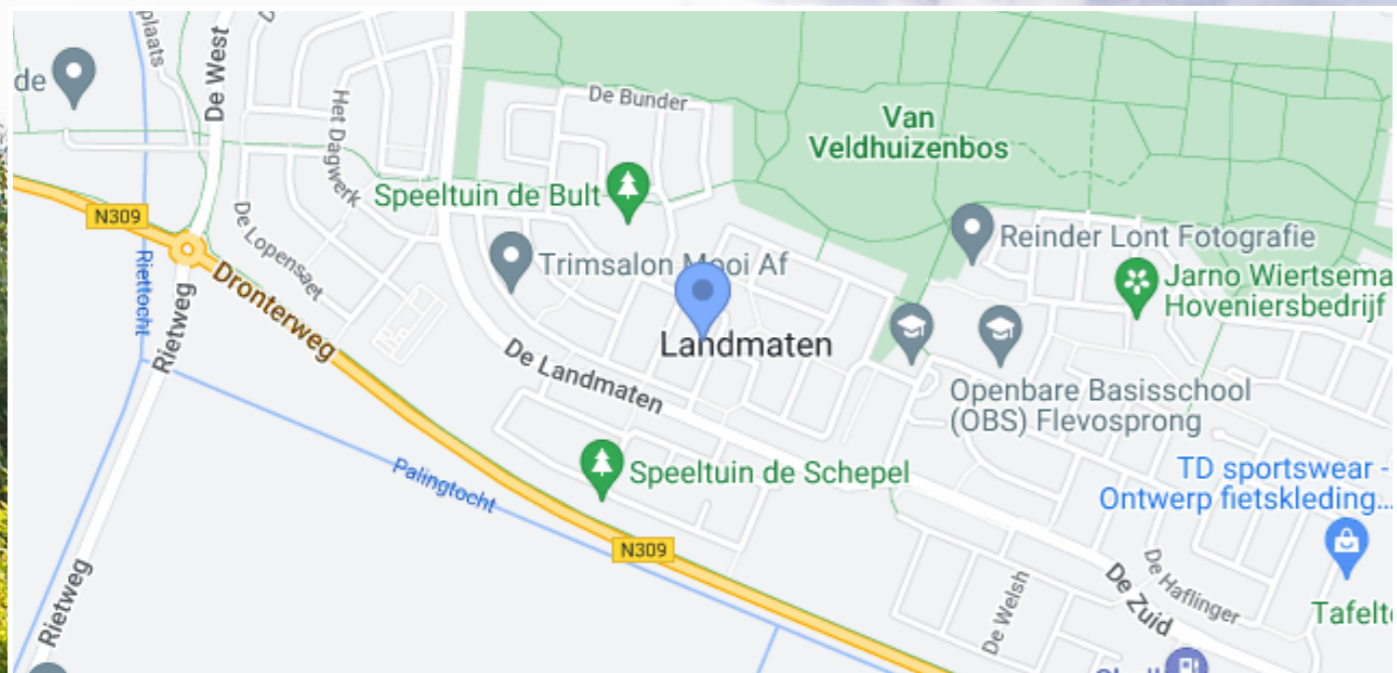 plaats
De West
de
De Bunder
Van
Veldhuizenbos
Het Dagwerk
Speeltuin de Bult
N309
De Lopensaet
Reinder Lont Fotografie
Trimsalon Mooi Af
Riettocht
Dronterweg
Jarno Wiertsema
Hoveniersbedrijf
Rietweg
Landmaten
De Landmaten
Openbare Basisschool
(OBS) Flevosprong
Speeltuin de Schepel
Palingtocht
TD sportswear -
Ontwerp fietskleding...
N309
Rietweg
De Welsh
De Zuid
De Haflinger
Tafelt